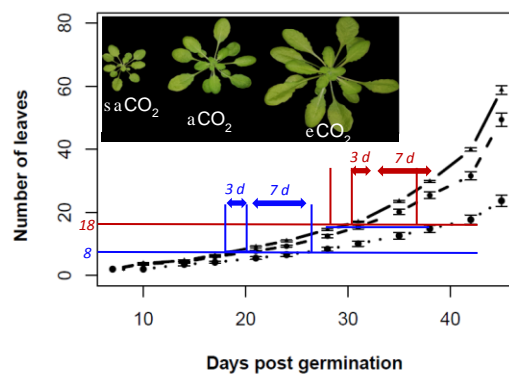 80
60
40
20
0
Number of leaves
s aCO2
aCO2
eCO2
3 d
7 d
3 d
7 d
18
8
10
20
30
40
Days post germination